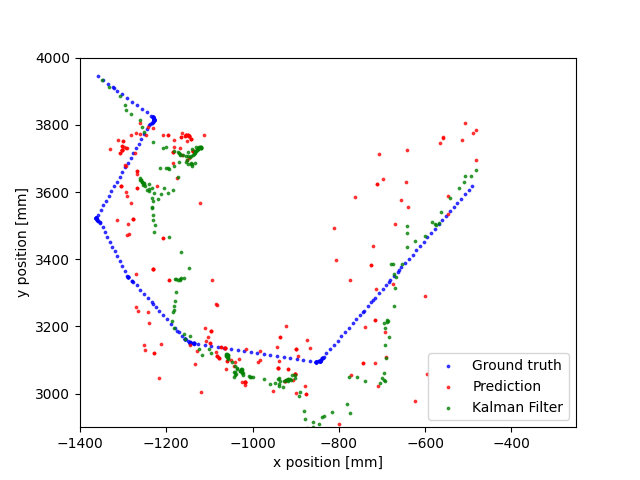 4000
3800
3600
3400
3200
3000
y position [mm]
−1400
−1200
−1000
−800
−600
−400
x position [mm]
Ground truth
Prediction
Kalman Filter